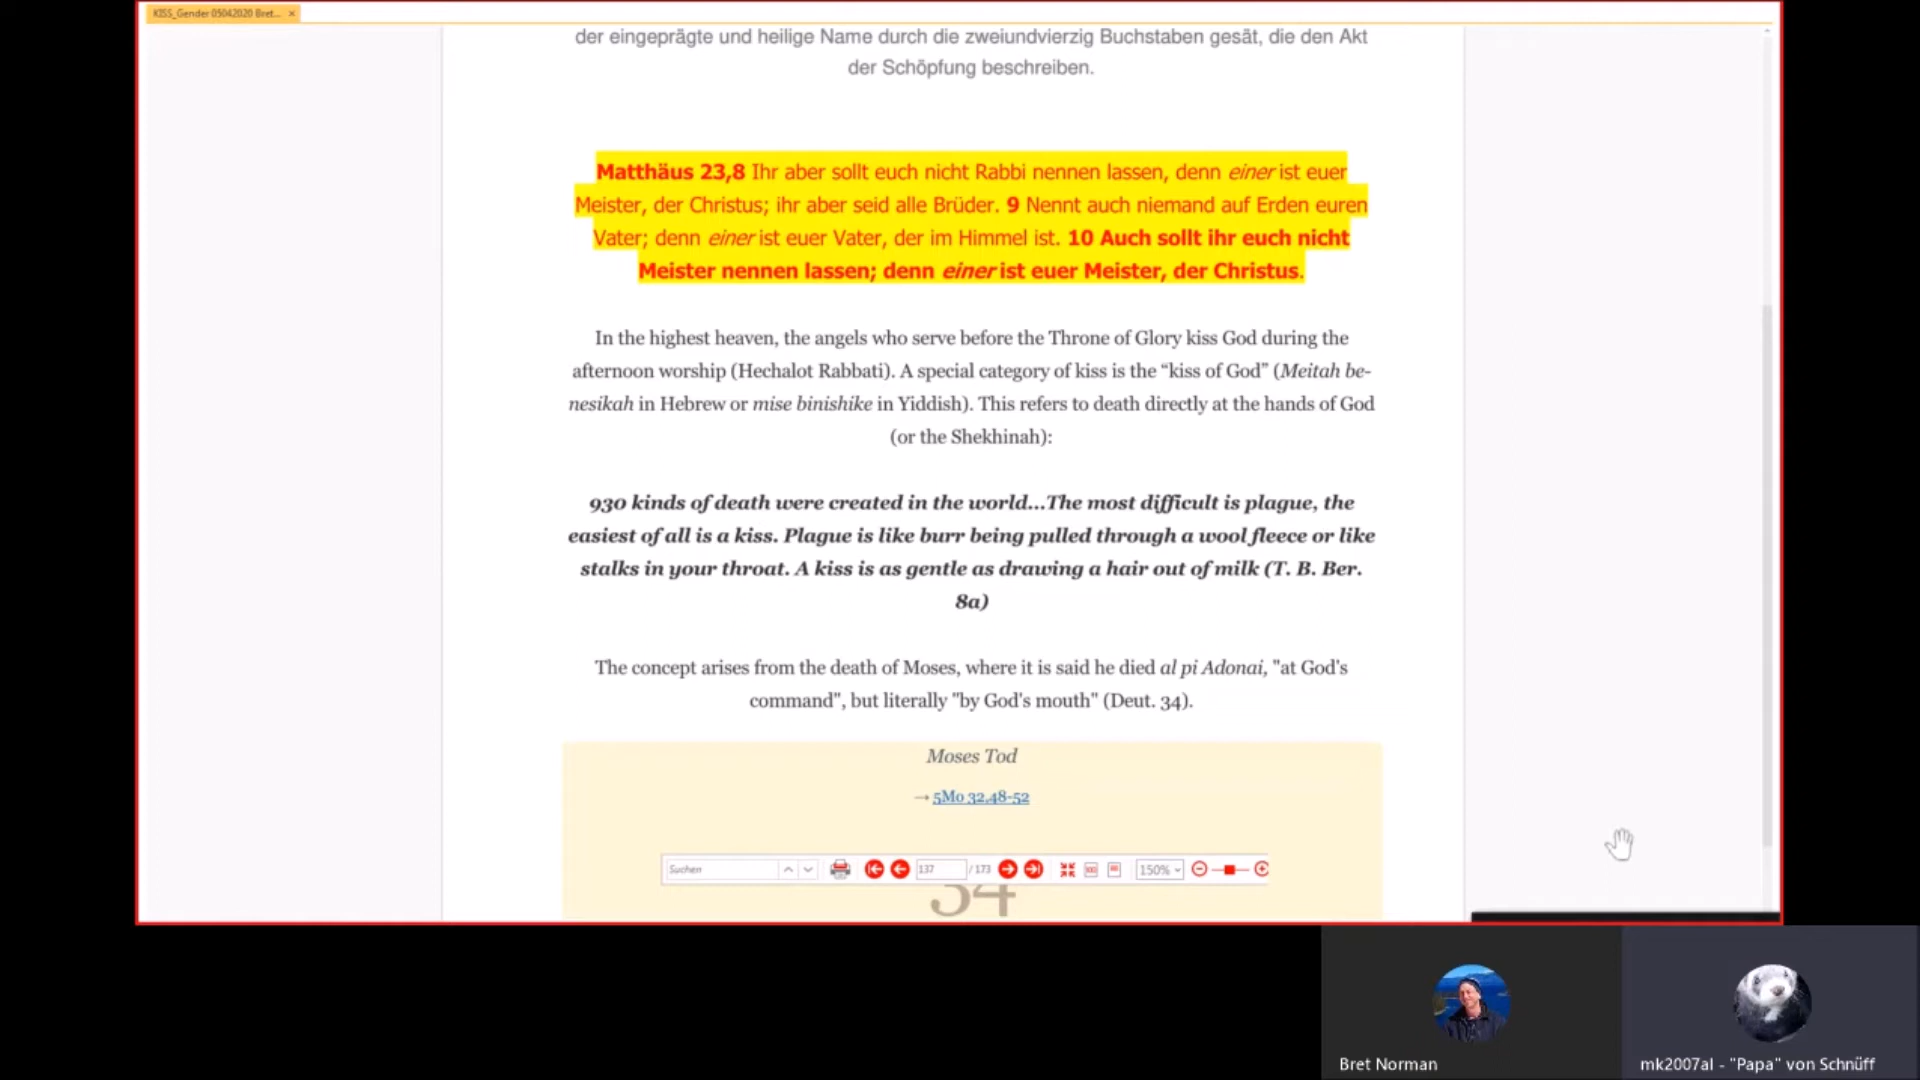 KISS_Gender 05042020 Bret...
der eingeprägte und heilige Name durch die zweiundvierzig Buchstaben gesät, die den Akt
der Schöpfung beschreiben.
Matthäus 23,8 Ihr aber sollt euch nicht Rabbi nennen lassen, denn einer ist euer
Meister, der Christus; ihr aber seid alle Brüder. 9 Nennt auch niemand auf Erden euren
Vater; denn einer ist euer Vater, der im Himmel ist. 10 Auch sollt ihr euch nicht
Meister nennen lassen; denn einer ist euer Meister, der Christus.
In the highest heaven, the angels who serve before the Throne of Glory kiss God during the
afternoon worship (Hechalot Rabbati). A special category of kiss is the “kiss of God” (Meitah be-
nesikah in Hebrew or mise binishike in Yiddish). This refers to death directly at the hands of God
(or the Shekhinah):
930 kinds of death were created in the world...The most difficult is plague, the
easiest of all is a kiss. Plague is like burr being pulled through a wool fleece or like
stalks in your throat. A kiss is as gentle as drawing a hair out of milk (T. B. Ber.
8a)
The concept arises from the death of Moses, where it is said he died al pi Adonai, "at God's
command", but literally "by God's mouth" (Deut. 34).
Moses Tod
→ 5Mo 32,48-52
Suchen 137 / 173 150%
34
Bret Norman
mk2007al - "Papa" von Schnüff